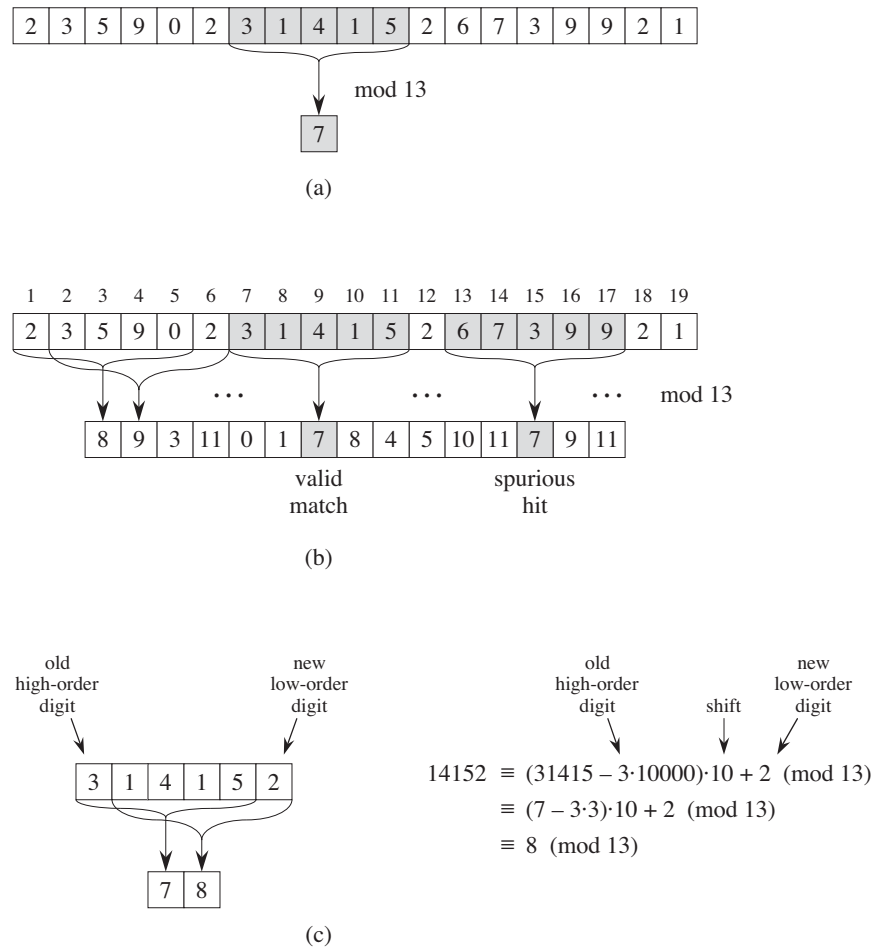 2 3 5 9 0 2 3 1 4 1 5 2 6 7 3 9 9 2 1
mod 13
7
(a)
1 2 3 4 5 6 7 8 9 10 11 12 13 14 15 16 17 18 19
2 3 5 9 0 2 3 1 4 1 5 2 6 7 3 9 9 2 1
… … … mod 13
8 9 3 11 0 1 7 8 4 5 10 11 7 9 11
valid
match
spurious
hit
(b)
old
high-order
digit
new
low-order
digit
3 1 4 1 5 2
7 8
old
high-order
digit
shift
new
low-order
digit
14152 ≡ (31415 – 3·10000)·10 + 2 (mod 13)
≡ (7 – 3·3)·10 + 2 (mod 13)
≡ 8 (mod 13)
(c)